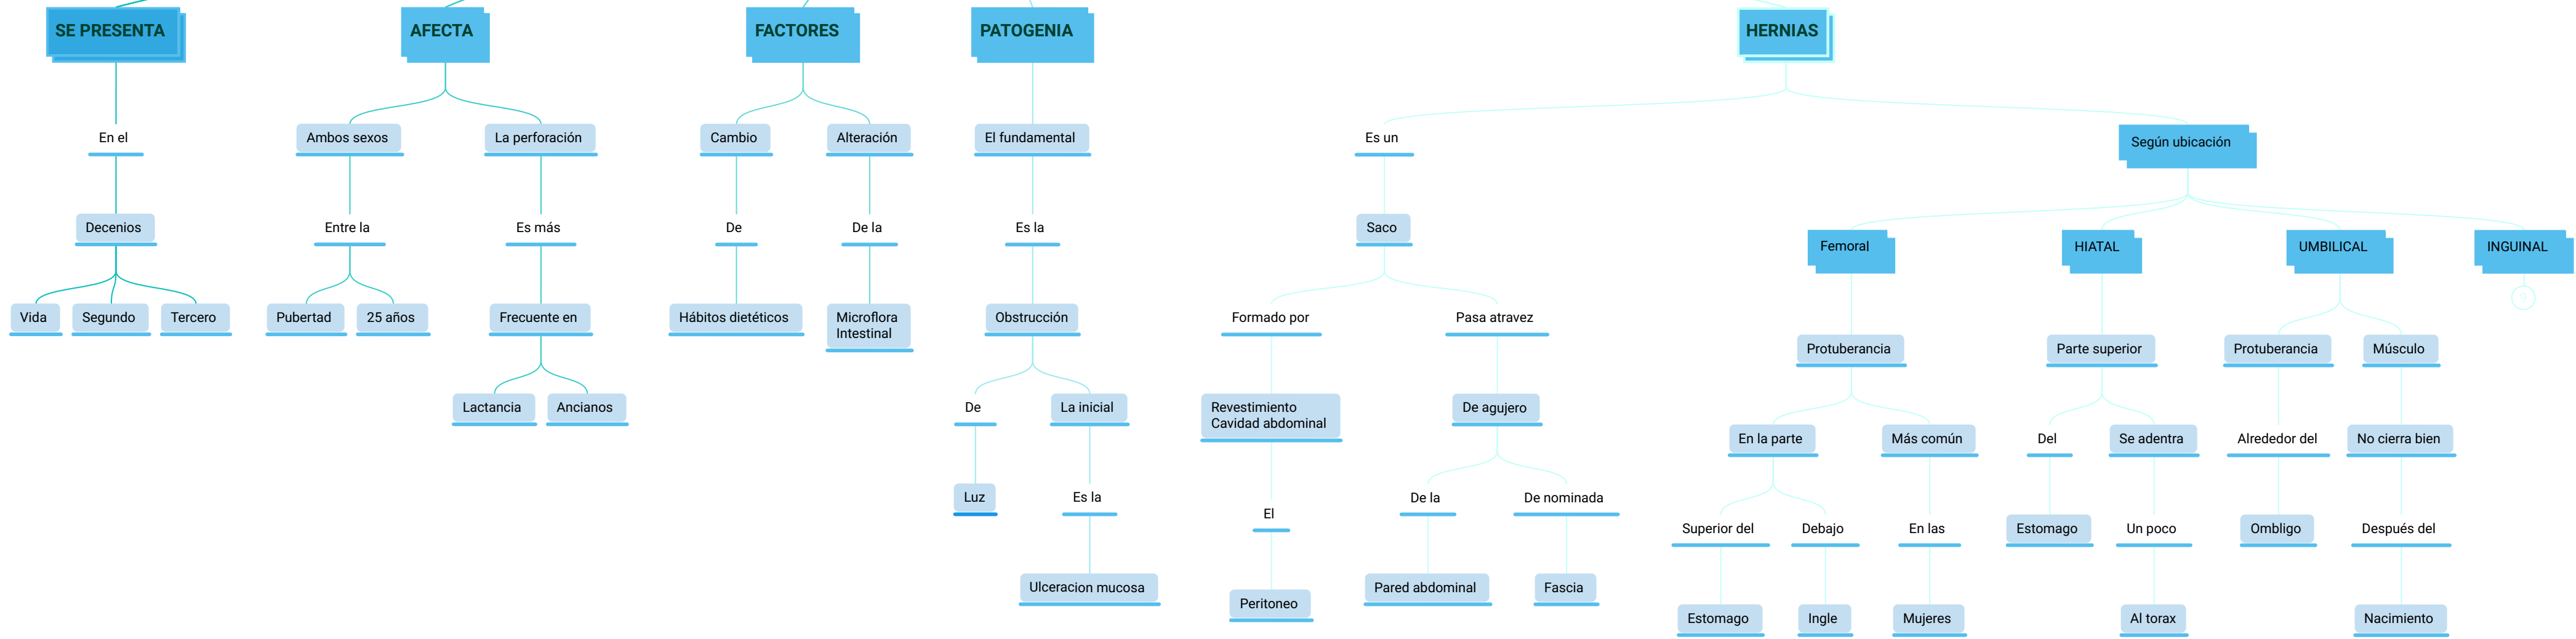 SE PRESENTA
AFECTA
FACTORES
PATOGENIA
HERNIAS
En el
Ambos sexos
La perforación
Cambio
Alteración
El fundamental
Es un
Según ubicación
Decenios
Entre la
Es más
De
De la
Es la
Saco
Femoral
HIATAL
UMBILICAL
INGUINAL
Vida
Segundo
Tercero
Pubertad
25 años
Frecuente en
Hábitos dietéticos
Microflora
Intestinal
Obstrucción
Formado por
Pasa atravez
Protuberancia
Parte superior
Protuberancia
Músculo
Lactancia
Ancianos
De
La inicial
Revestimiento
Cavidad abdominal
De agujero
En la parte
Más común
Del
Se adentra
Alrededor del
No cierra bien
Luz
Es la
El
De la
De nominada
Superior del
Debajo
En las
Estomago
Un poco
Ombligo
Después del
Ulceracion mucosa
Peritoneo
Pared abdominal
Fascia
Estomago
Ingle
Mujeres
Al torax
Nacimiento